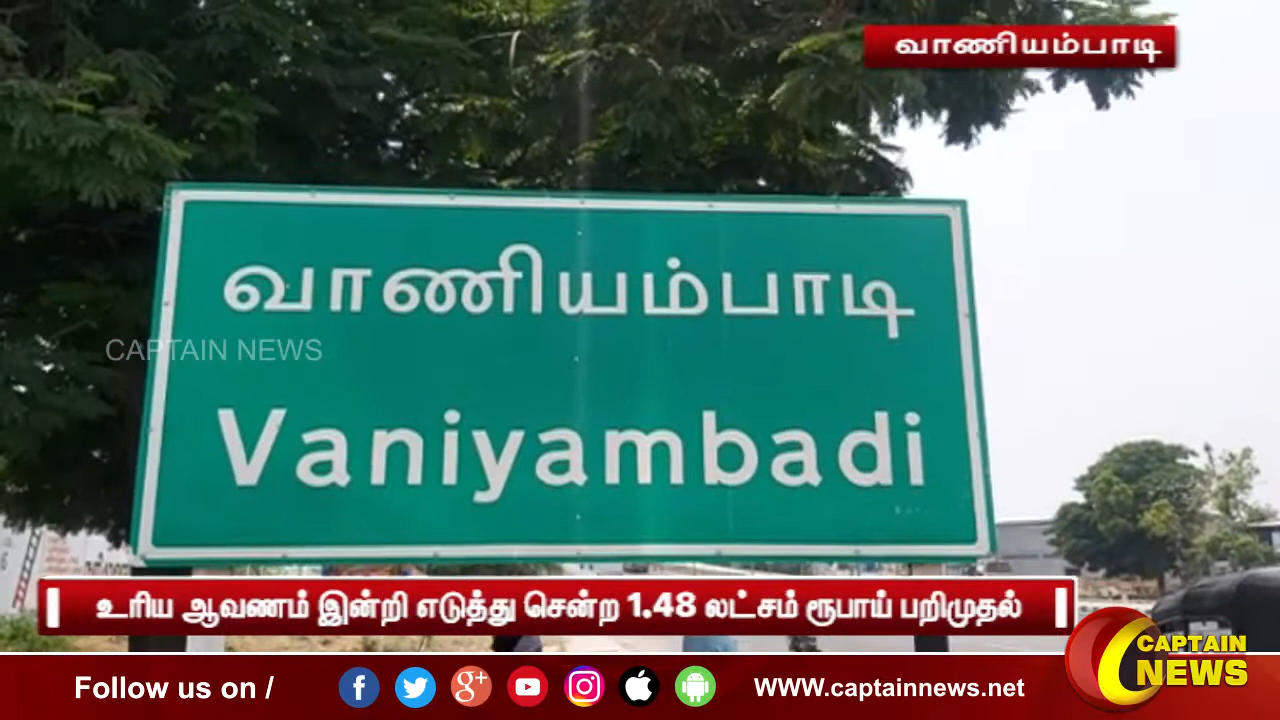 வாணியம்பாடி
வாணியம்பாடி
CAPTAIN NEWS
Vaniyambadi
உரிய ஆவணம் இன்றி எடுத்து சென்ற 1.48 லட்சம் ரூபாய் பறிமுதல்
Follow us on /
WWW.captainnews.net
CAPTAIN
NEWS